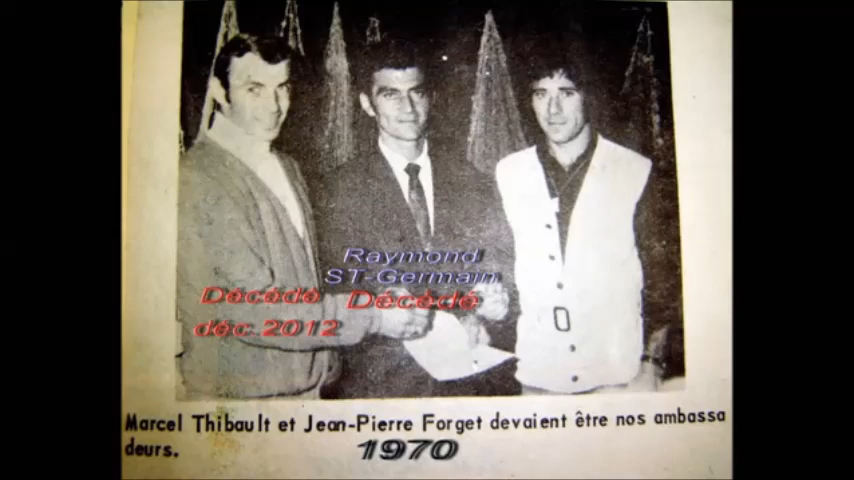 Raymond
ST-Germain
Décédé Décédé
déc.2012
Marcel Thibault et Jean-Pierre Forget devaient être nos ambassa
deurs.
1970